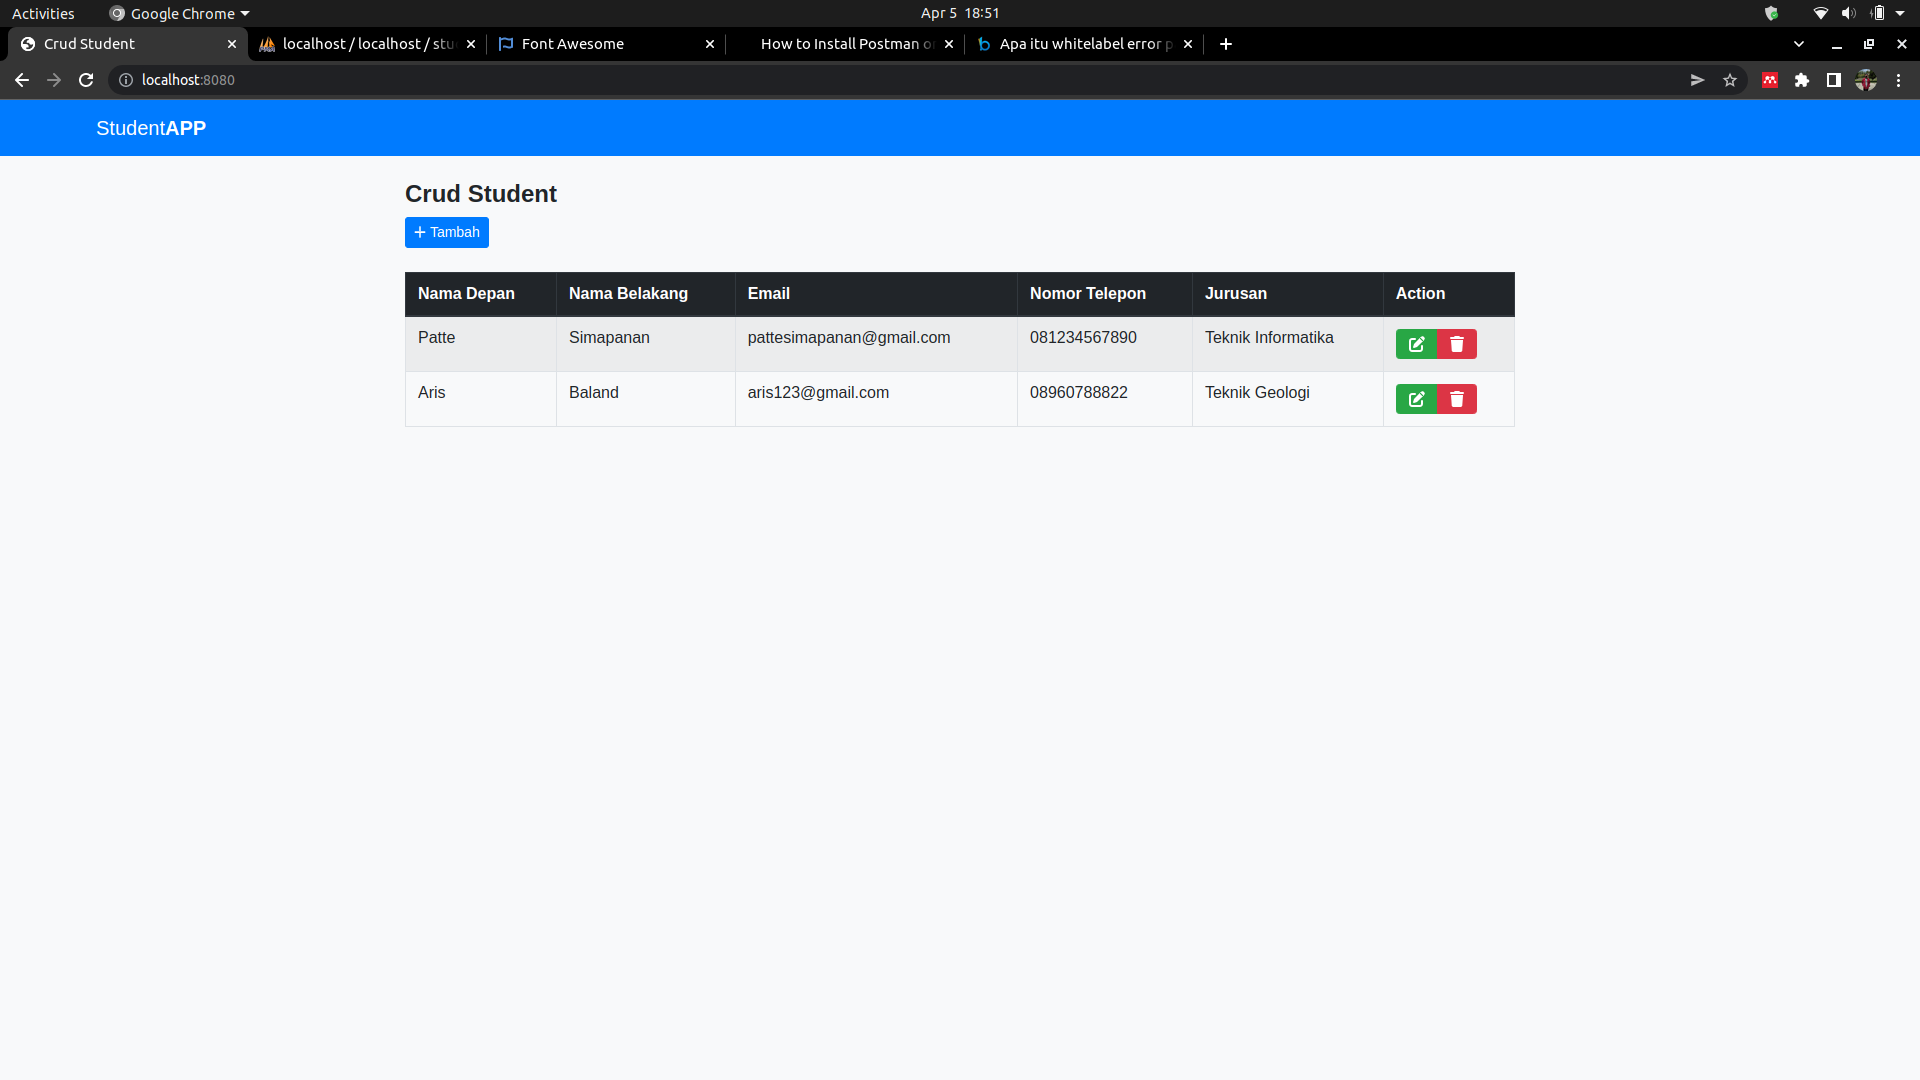 Activities Google Chrome Apr 5 18:51
Crud Student localhost / localhost / stu Font Awesome How to Install Postman o Apa itu whitelabel error p
localhost:8080
StudentAPP
Crud Student
Tambah
Nama Depan Nama Belakang Email Nomor Telepon Jurusan Action
Patte Simapanan pattesimapanan@gmail.com 081234567890 Teknik Informatika
Aris Baland aris123@gmail.com 08960788822 Teknik Geologi